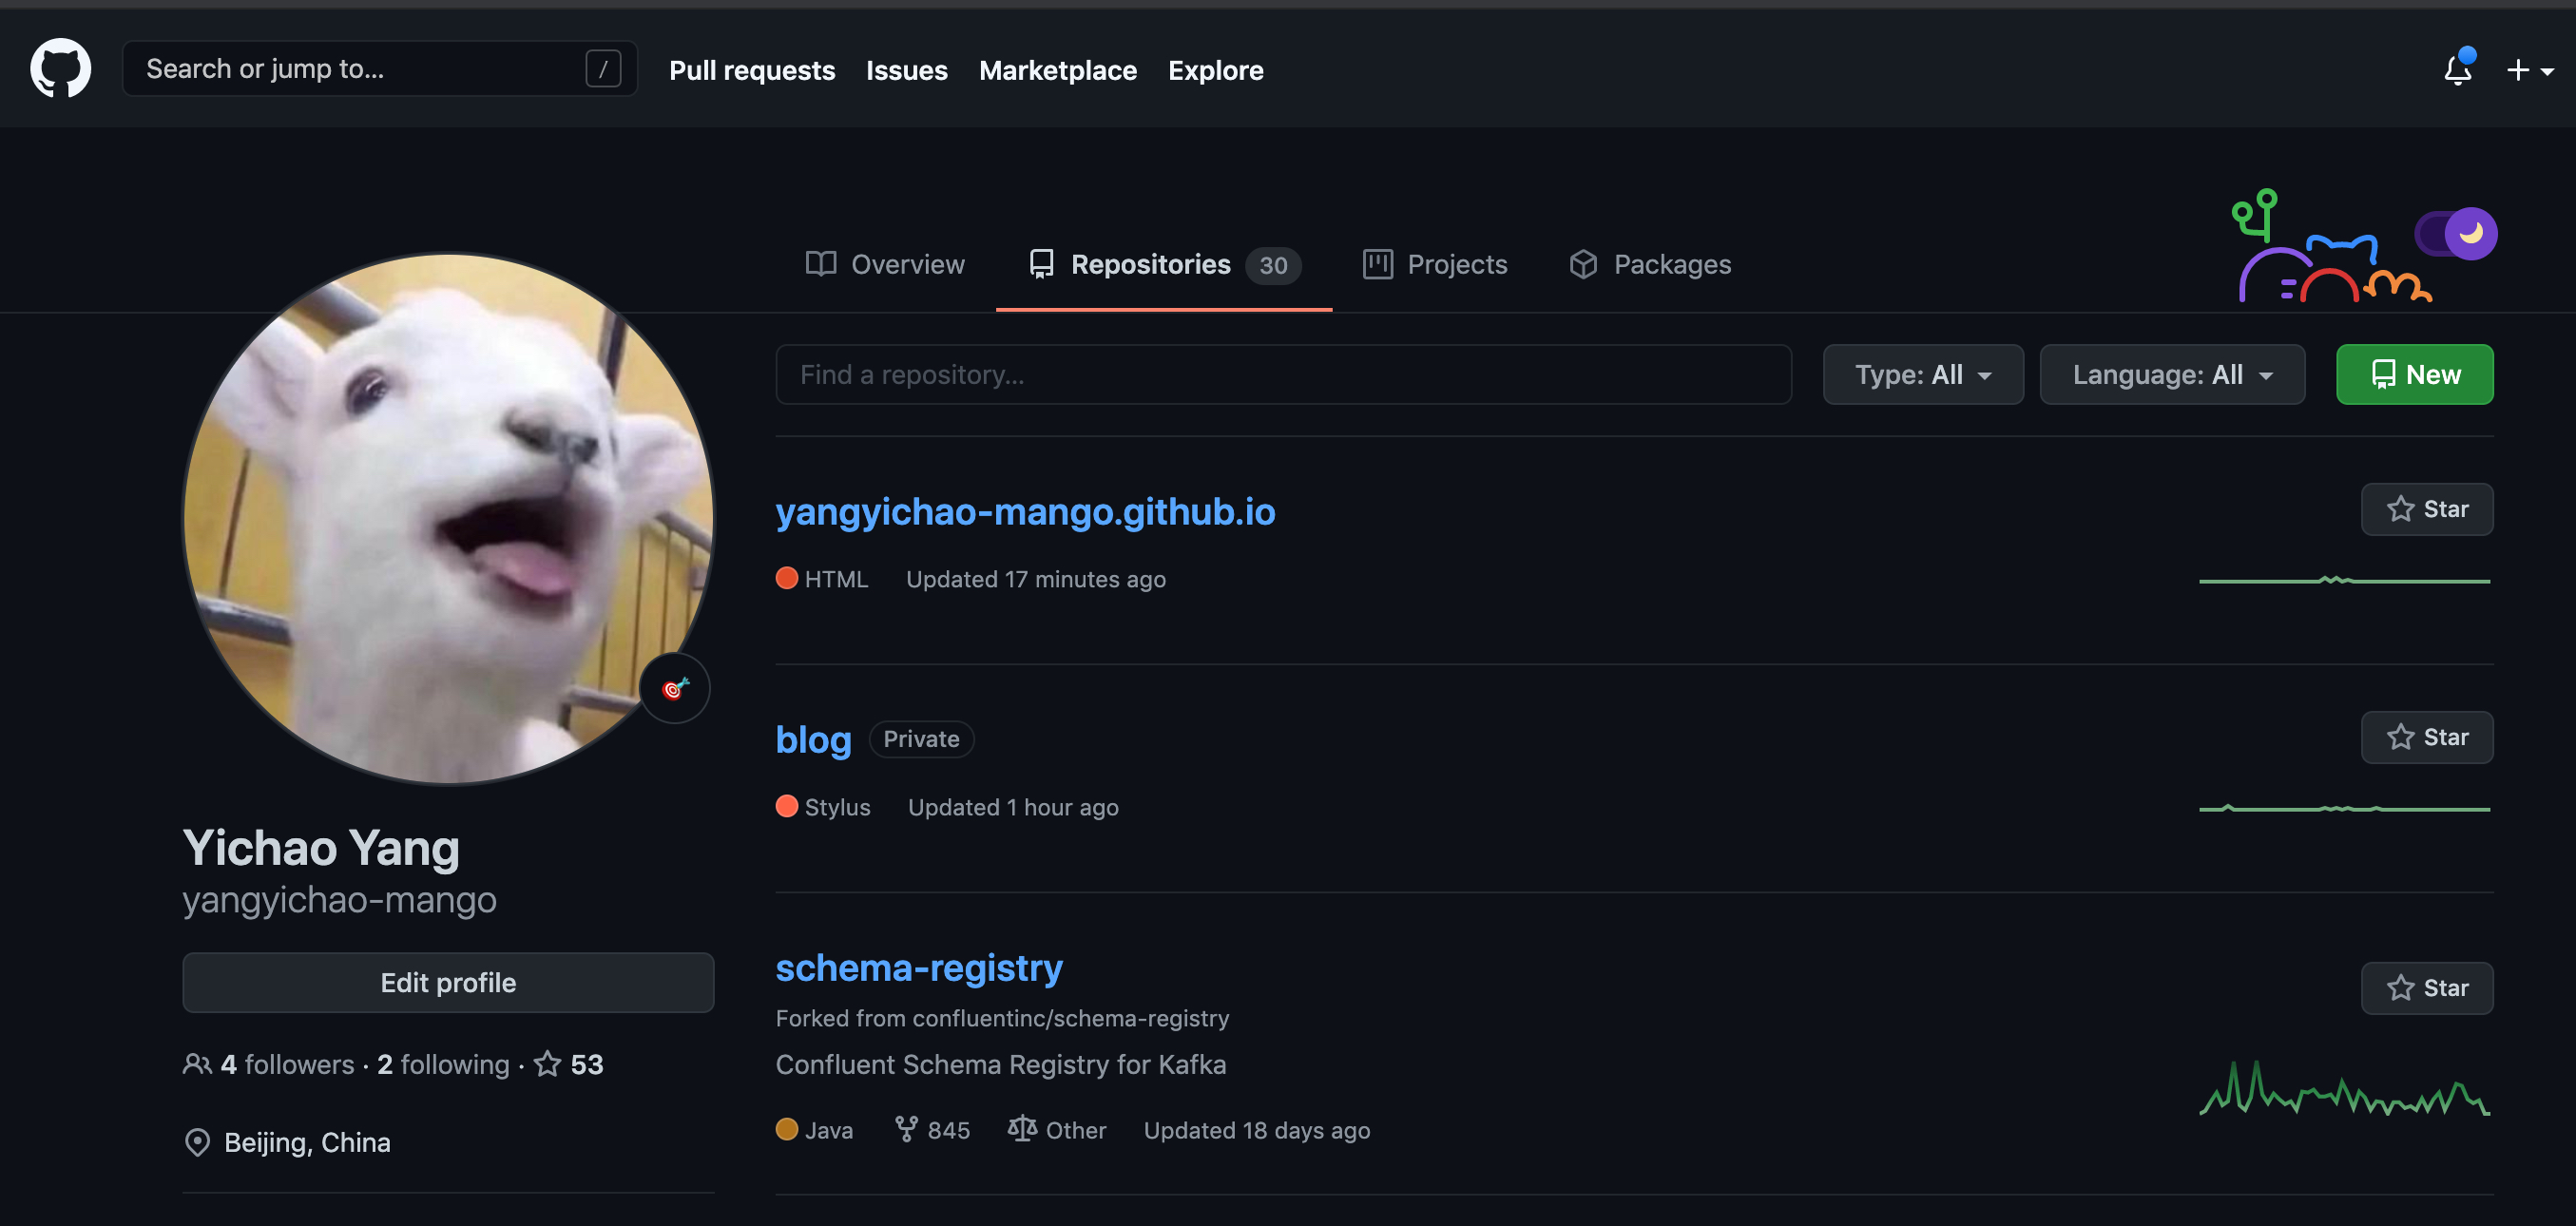 Search or jump to... /
Pull requests
Issues
Marketplace
Explore
Overview
Repositories 30
Projects
Packages
Find a repository...
Type: All
Language: All
New
yangyichao-mango.github.io
Star
HTML
Updated 17 minutes ago
blog
Private
Star
Stylus
Updated 1 hour ago
schema-registry
Star
Forked from confluentinc/schema-registry
Confluent Schema Registry for Kafka
Java
845
Other
Updated 18 days ago
Yichao Yang
yangyichao-mango
Edit profile
4 followers · 2 following · 53
Beijing, China